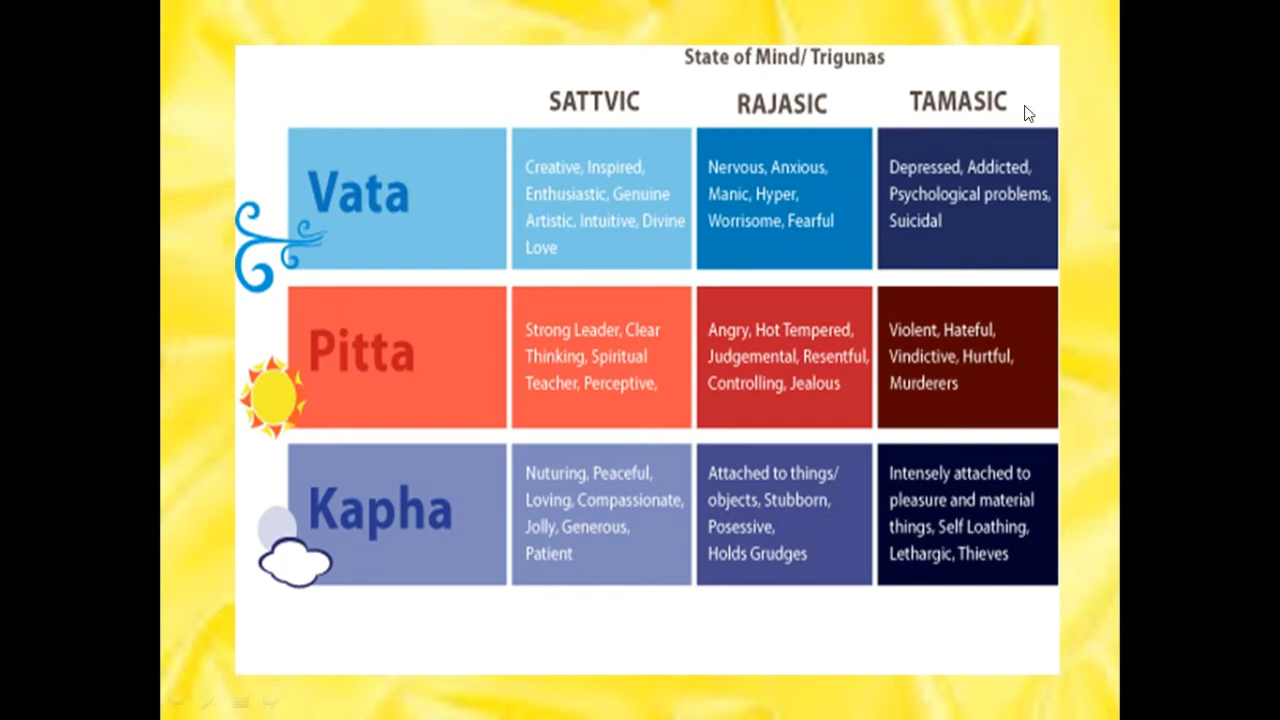 State of Mind/ Trigunas
SATTVIC
RAJASIC
TAMASIC
Vata
Creative, Inspired,
Enthusiastic, Genuine
Artistic, Intuitive, Divine
Love
Nervous, Anxious,
Manic, Hyper,
Worrisome, Fearful
Depressed, Addicted,
Psychological problems,
Suicidal
Pitta
Strong Leader, Clear
Thinking, Spiritual
Teacher, Perceptive,
Angry, Hot Tempered,
Judgemental, Resentful,
Controlling, Jealous
Violent, Hateful,
Vindictive, Hurtful,
Murderers
Kapha
Nuturing, Peaceful,
Loving, Compassionate,
Jolly, Generous,
Patient
Attached to things/
objects, Stubborn,
Posessive,
Holds Grudges
Intensely attached to
pleasure and material
things, Self Loathing,
Lethargic, Thieves